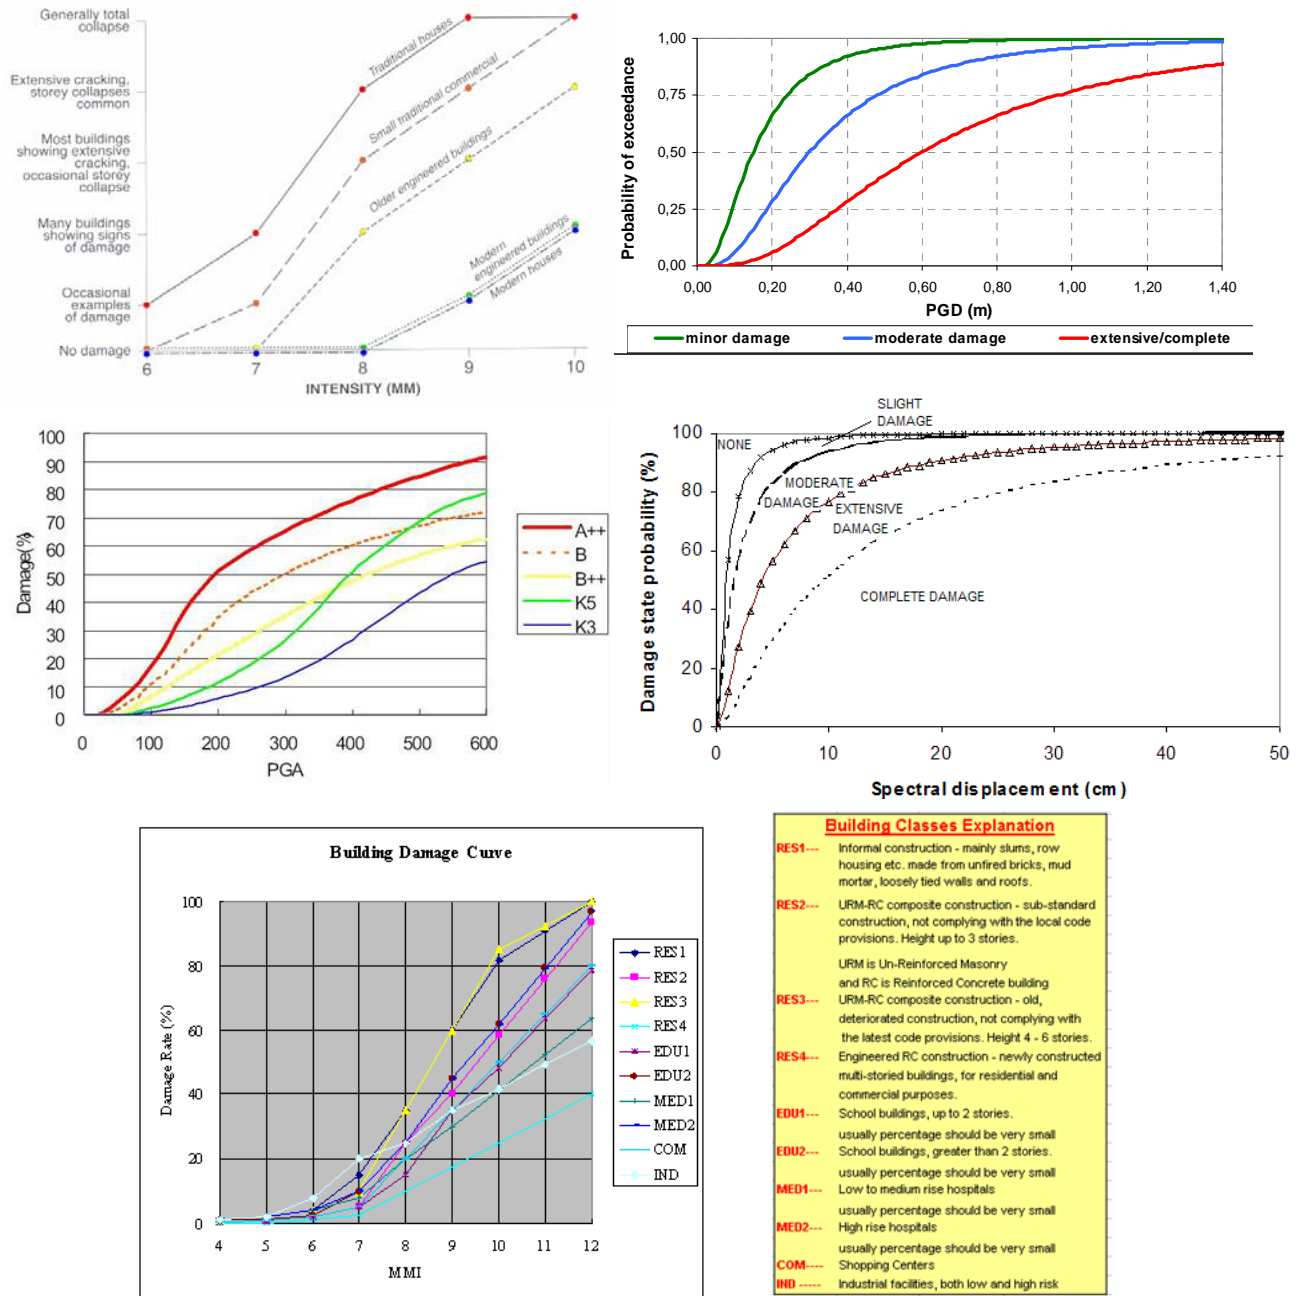 Generally total
collapse
Extensive cracking,
storey collapses
common
Most buildings
showing extensive
cracking,
occasional storey
collapse
Many buildings
showing signs
of damage
Occasional
examples
of damage
No damage
Traditional houses
Small traditional commercial
Older engineered buildings
Modern
engineered buildings
Modern houses
6 7 8 9 10
INTENSITY (MM)
Probability of exceedance
1,00
0,75
0,50
0,25
0,00
0,00 0,20 0,40 0,60 0,80 1,00 1,20 1,40
PGD (m)
minor damage moderate damage extensive/complete
Damage(%
100
90
80
70
60
50
40
30
20
10
0
0 100 200 300 400 500 600
PGA
A++
B
B++
K5
K3
Damage state probability (%)
100
80
60
40
20
0
SLIGHT
DAMAGE
NONE
MODERATE
DAMAGE
EXTENSIVE
DAMAGE
COMPLETE DAMAGE
0 10 20 30 40 50
Spectral displacement (cm)
Building Damage Curve
Damage Rate (%)
100
80
60
40
20
0
4 5 6 7 8 9 10 11 12
MMI
RES1
RES2
RES3
RES4
EDU1
EDU2
MED1
MED2
COM
IND
Building Classes Explanation
RES1--- Informal construction - mainly slums, row
housing etc. made from unfired bricks, mud
mortar, loosely tied walls and roofs.
RES2--- URM-RC composite construction - sub-standard
construction, not complying with the local code
provisions. Height up to 3 stories.
URM is Un-Reinforced Masonry
and RC is Reinforced Concrete building
RES3--- URM-RC composite construction - old,
deteriorated construction, not complying with
the latest code provisions. Height 4 - 6 stories.
RES4--- Engineered RC construction - newly constructed
multi-storied buildings, for residential and
commercial purposes.
EDU1--- School buildings, up to 2 stories.
usually percentage should be very small
EDU2--- School buildings, greater than 2 stories.
usually percentage should be very small
MED1--- Low to medium rise hospitals
usually percentage should be very small
MED2--- High rise hospitals
usually percentage should be very small
COM---- Shopping Centers
IND ----- Industrial facilities, both low and high risk